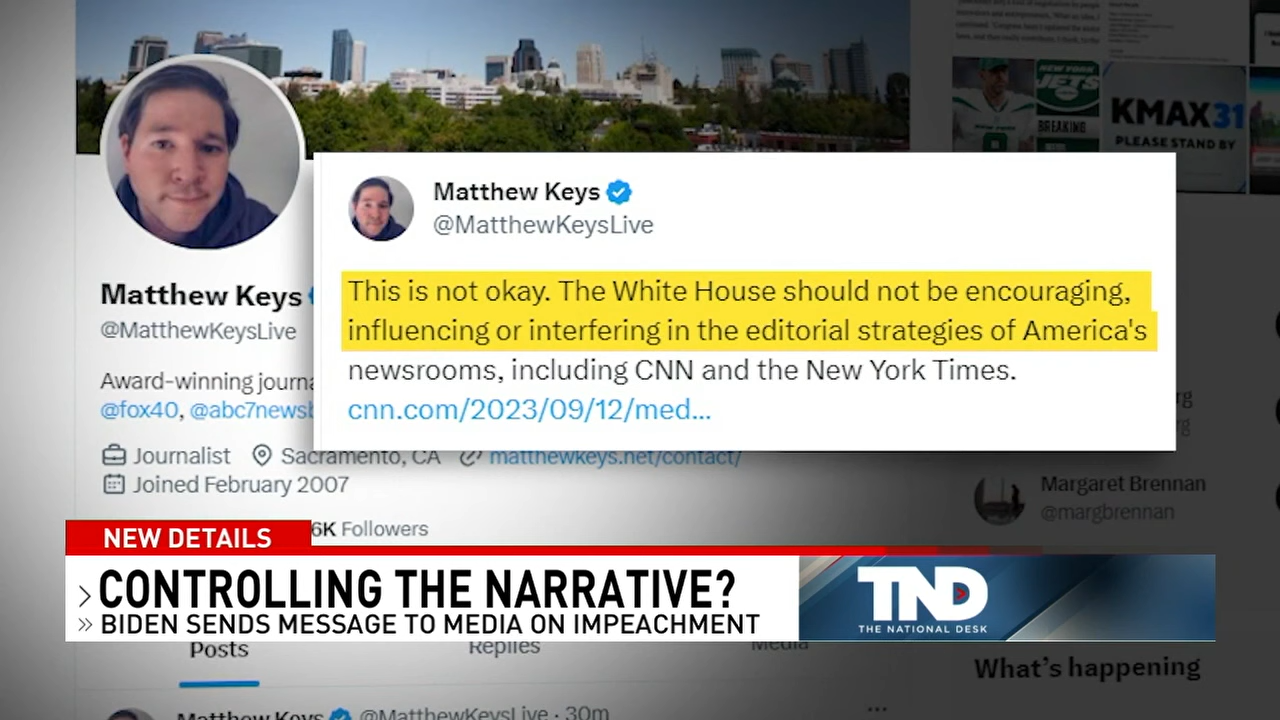 NEW YORK
JETS
BREAKING
KMAX31
PLEASE STAND BY
Matthew Keys
@MatthewKeysLive
This is not okay. The White House should not be encouraging,
influencing or interfering in the editorial strategies of America's
newsrooms, including CNN and the New York Times.
cnn.com/2023/09/12/med...
Matthew Keys
@MatthewKeysLive
Award-winning journa
@fox40, @abc7newsb
Journalist Sacramento, CA matthewkeys.net/contact/
Joined February 2007
6K Followers
Margaret Brennan
@margbrennan
NEW DETAILS
> CONTROLLING THE NARRATIVE?
» BIDEN SENDS MESSAGE TO MEDIA ON IMPEACHMENT
TND
THE NATIONAL DESK
Posts Replies Media
What's happening
Matthew Keys @MatthewKeysLive · 30m ...